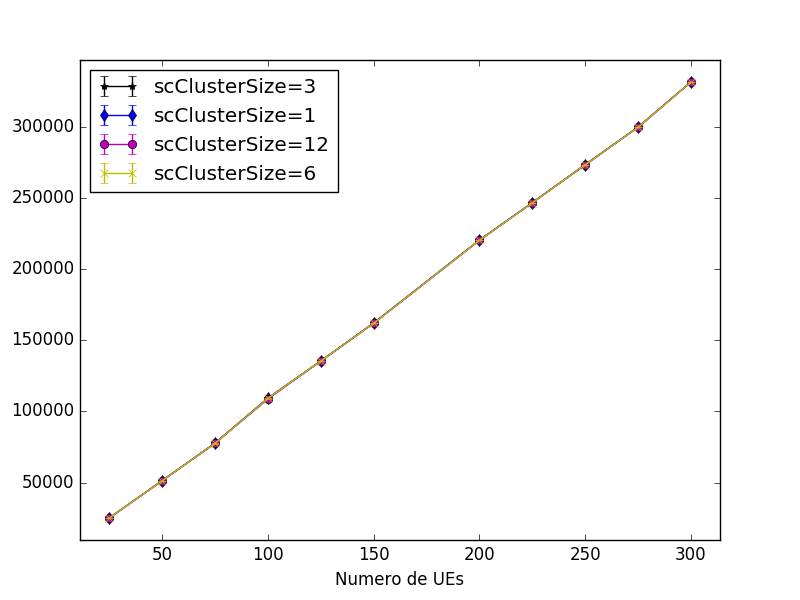 scClusterSize=3
scClusterSize=1
scClusterSize=12
scClusterSize=6
300000
250000
200000
150000
100000
50000
50 100 150 200 250 300
Numero de UEs